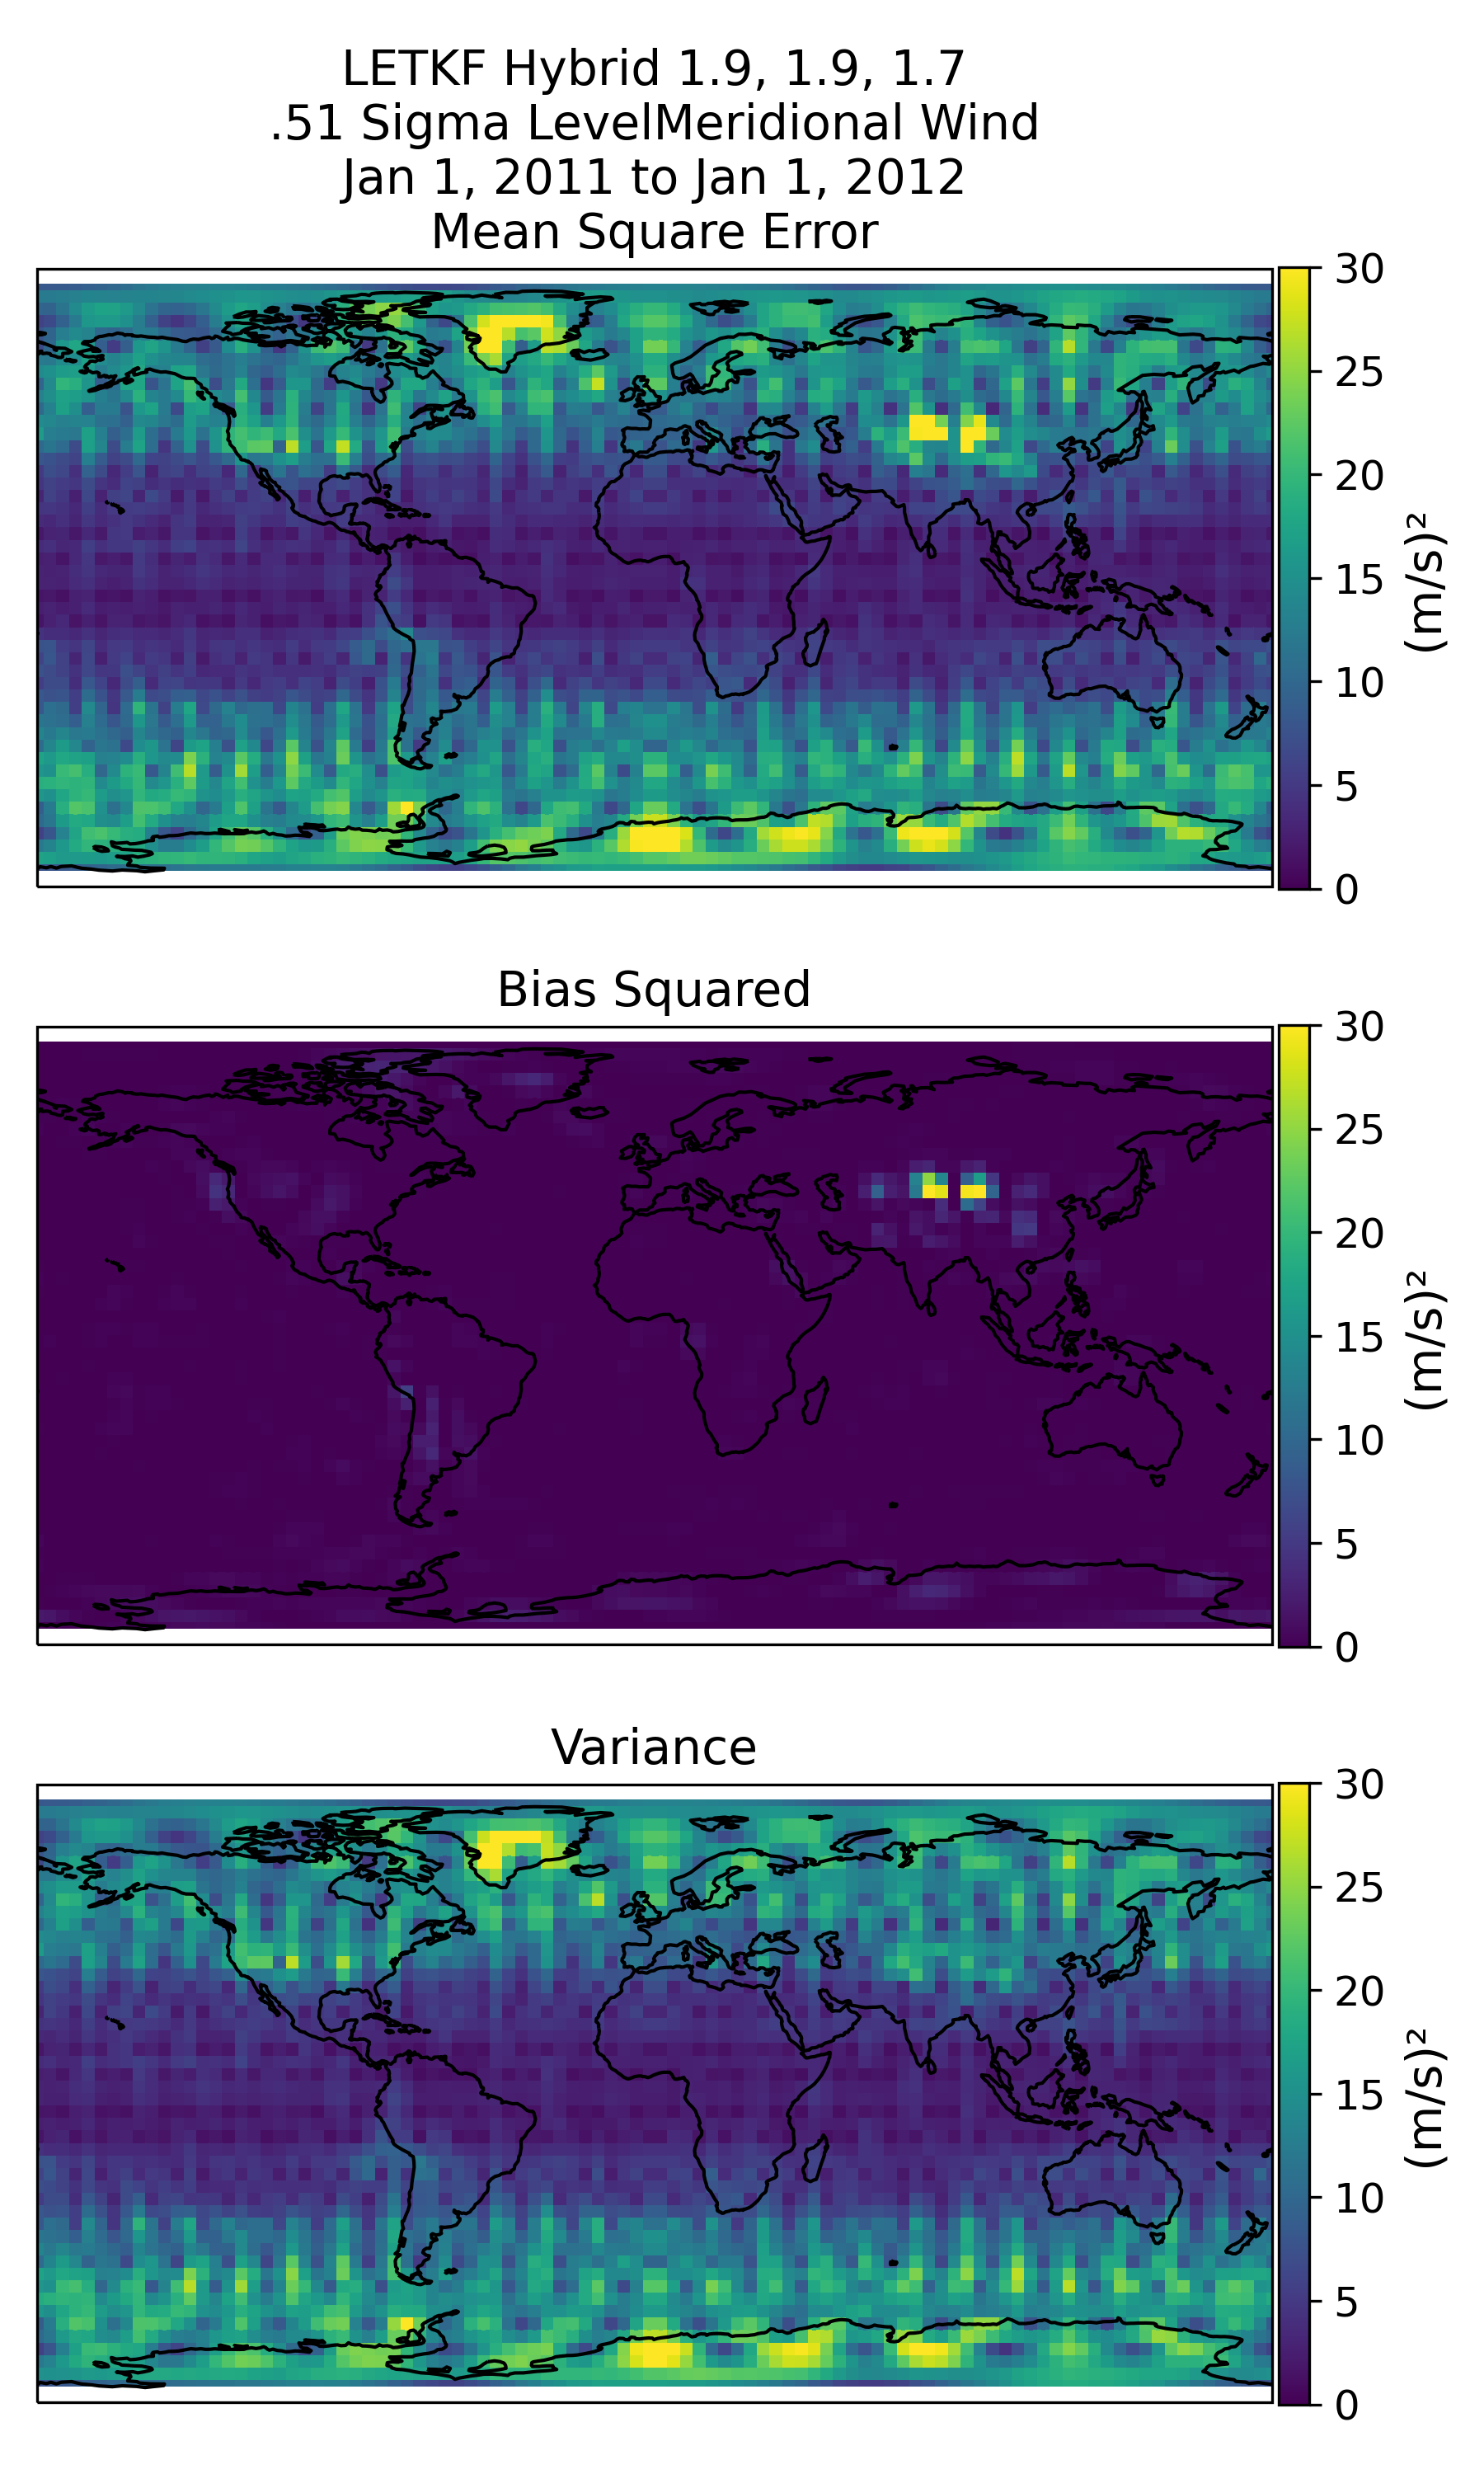 LETKF Hybrid 1.9, 1.9, 1.7
.51 Sigma LevelMeridional Wind
Jan 1, 2011 to Jan 1, 2012
Mean Square Error
30
25
20
15
10
5
0
(m/s)²
Bias Squared
30
25
20
15
10
5
0
(m/s)²
Variance
30
25
20
15
10
5
0
(m/s)²